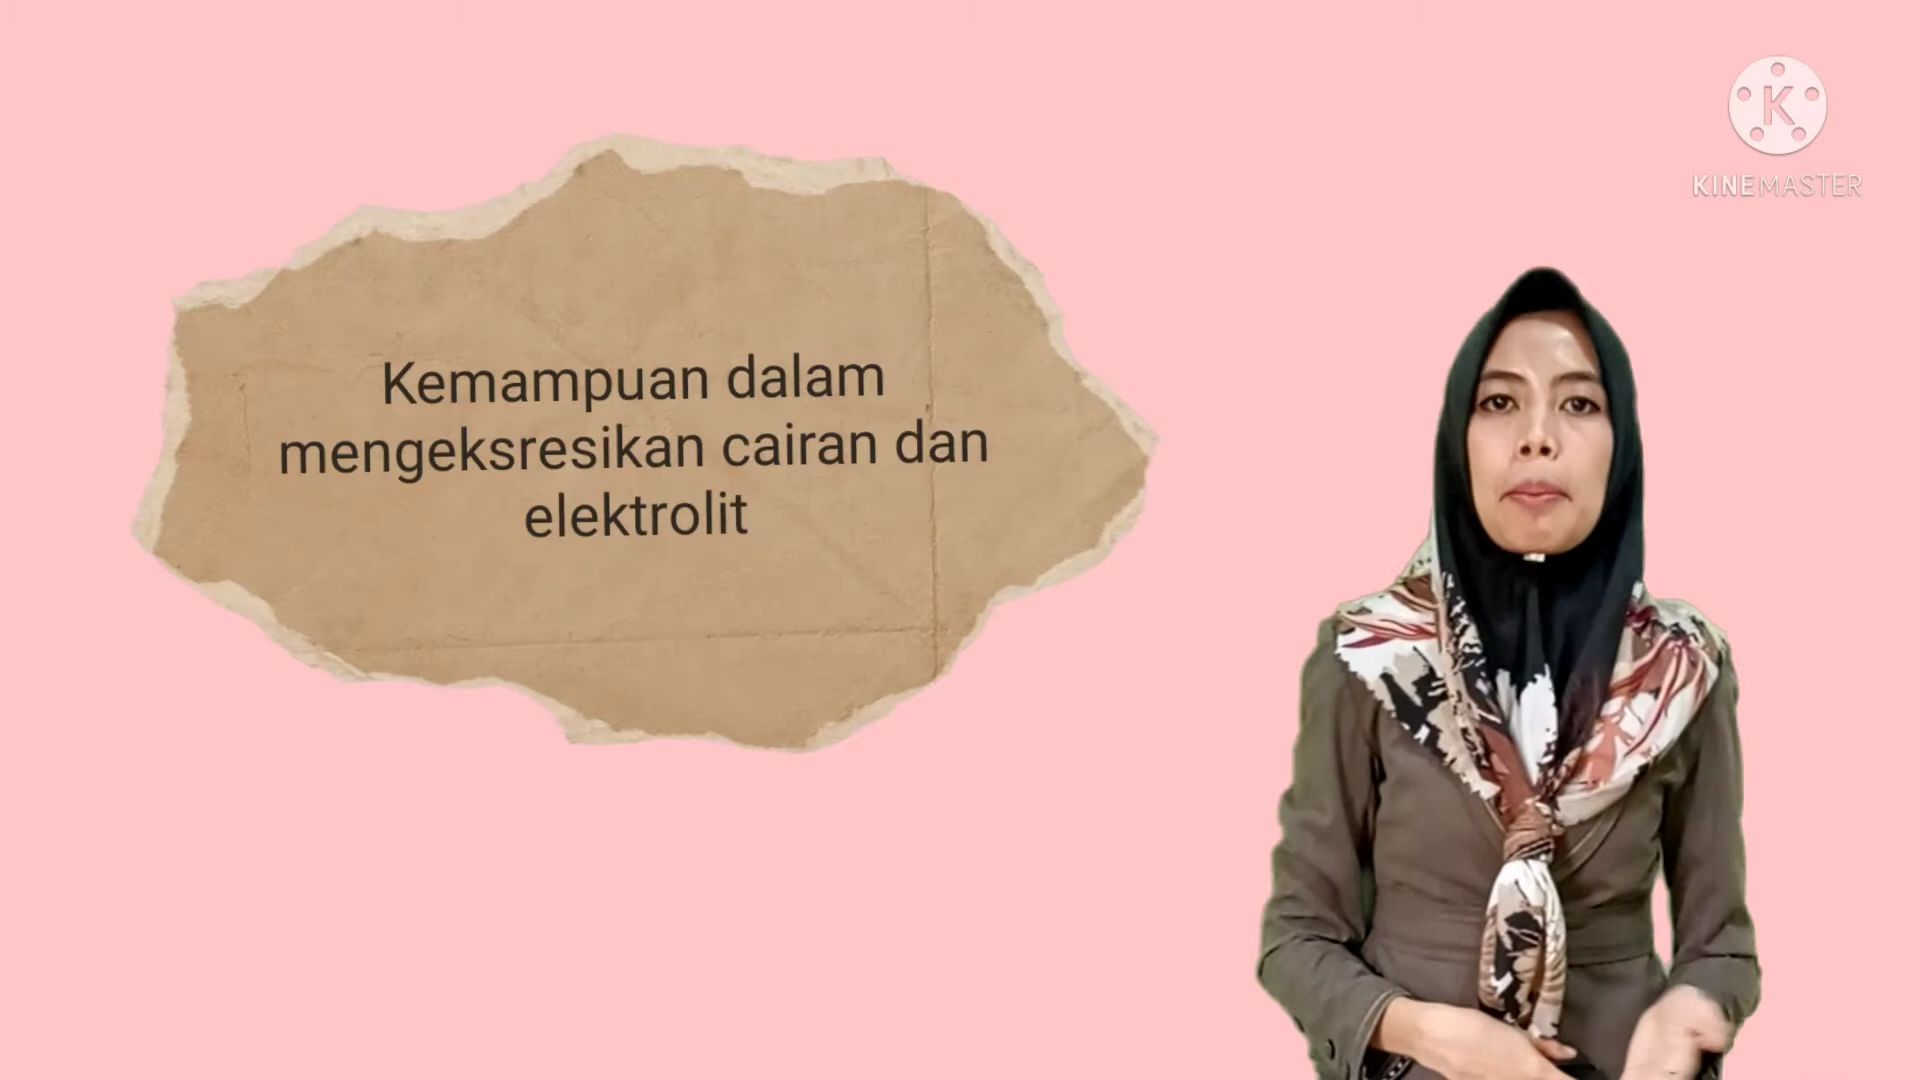 K
KINEMASTER
Kemampuan dalam
mengeksresikan cairan dan
elektrolit